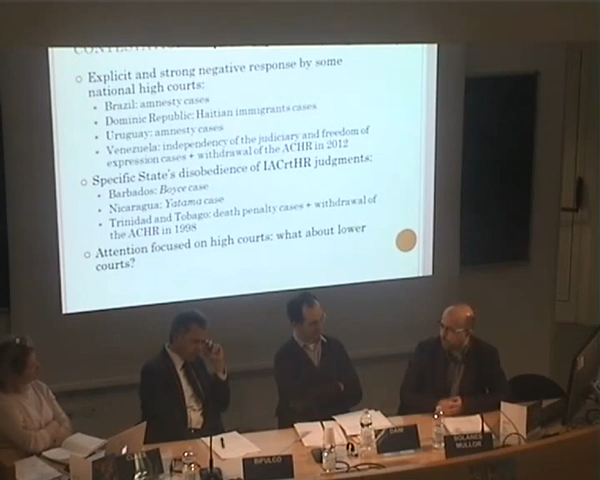 Explicit and strong negative response by some
national high courts:
Brazil: amnesty cases
Dominic Republic: Haitian immigrants cases
Uruguay: amnesty cases
Venezuela: independency of the judiciary and freedom of
expression cases + withdrawal of the ACHR in 2012
Specific State's disobedience of IACrtHR judgments:
Barbados: Boyce case
Nicaragua: Yatama case
Trinidad and Tobago: death penalty cases + withdrawal of
the ACHR in 1998
Attention focused on high courts: what about lower
courts?
BIFULCO
SOLANES
MULLOR